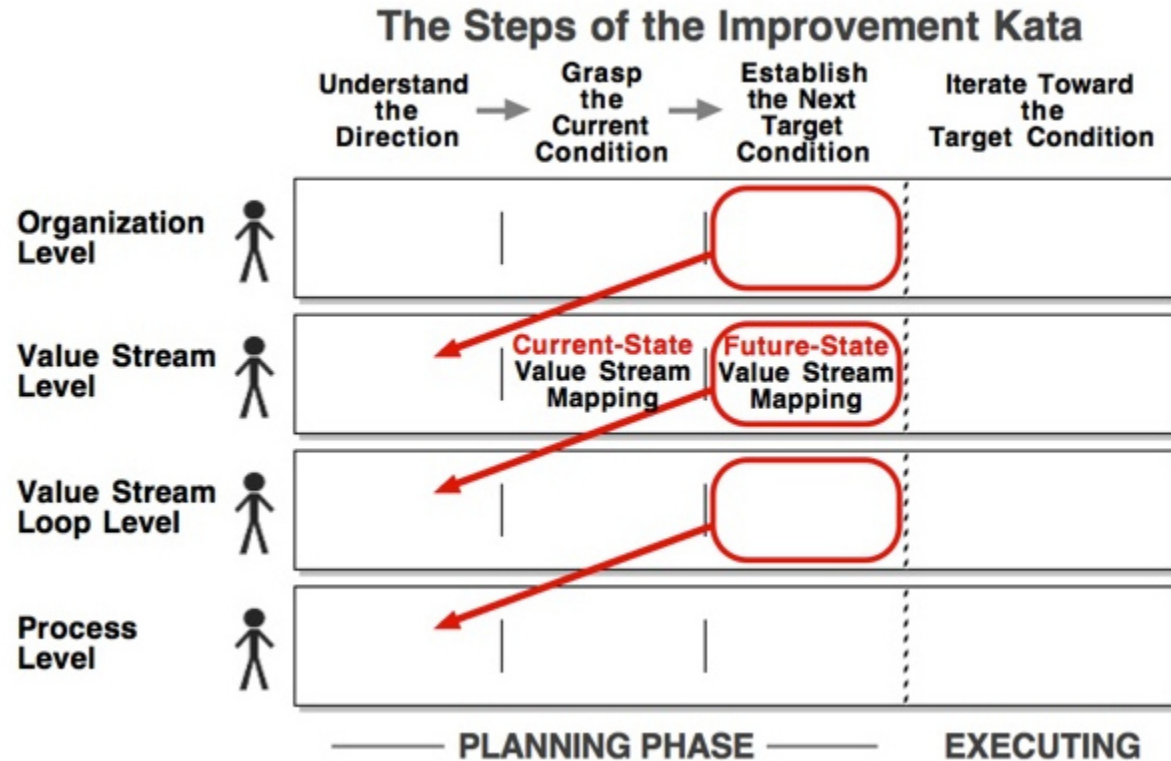 The Steps of the Improvement Kata
Understand
the
Direction
Grasp
the
Current
Condition
Establish
the Next
Target
Condition
Iterate Toward
the
Target Condition
Organization
Level
Value Stream
Level
Current-State
Value Stream
Mapping
Future-State
Value Stream
Mapping
Value Stream
Loop Level
Process
Level
PLANNING PHASE
EXECUTING